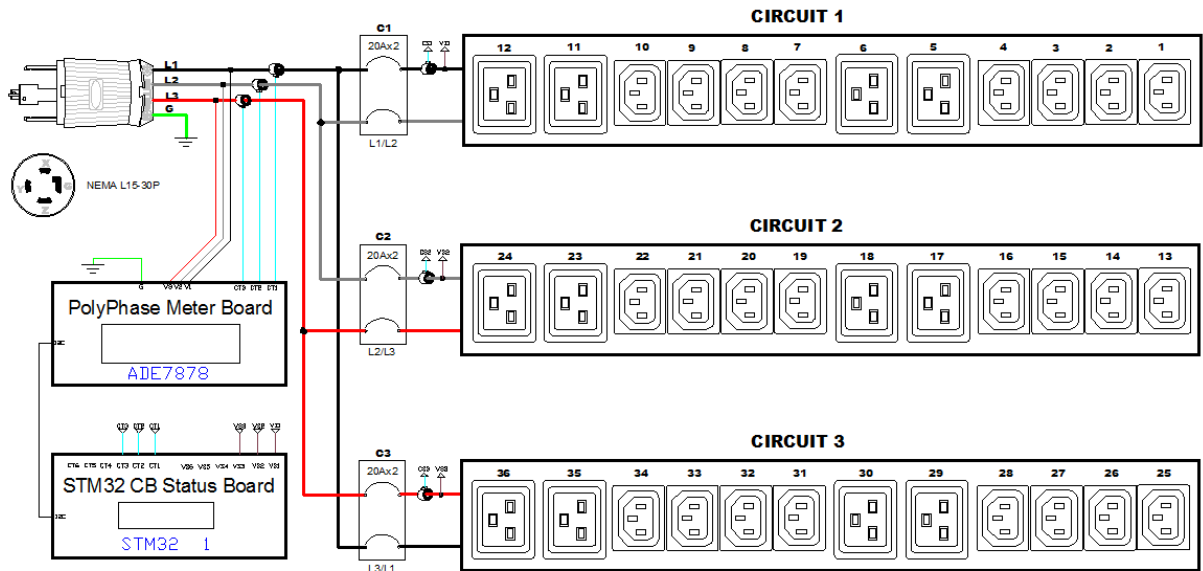 CIRCUIT 1
C1
20Ax2
12 11 10 9 8 7 6 5 4 3 2 1
L1
L2
L3
G
L1/L2
X
Y
G
Z
NEMA L15-30P
CIRCUIT 2
C2
20Ax2
24 23 22 21 20 19 18 17 16 15 14 13
L2/L3
G V3 V2 V1 CT3 CT2 CT1
PolyPhase Meter Board
ADE7878
CIRCUIT 3
C3
20Ax2
36 35 34 33 32 31 30 29 28 27 26 25
L3/L1
CT6 CT5 CT4 CT3 CT2 CT1 VS6 VS5 VS4 VS3 VS2 VS1
STM32 CB Status Board
STM32 1